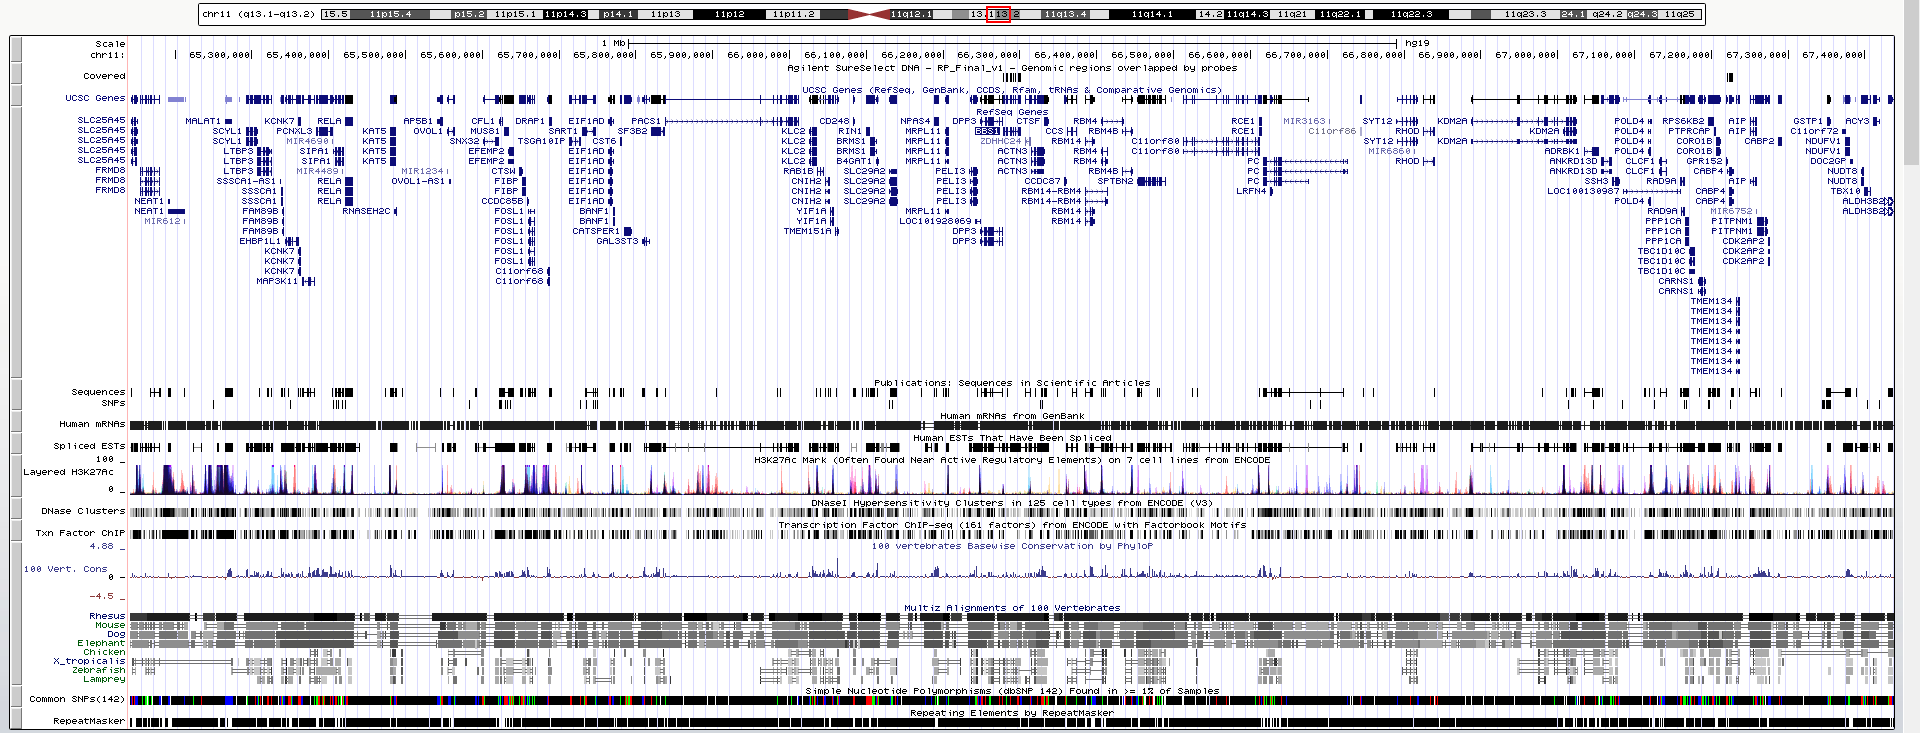 chr11 (q13.1-q13.2) 15.5 11p15.4 p15.2 11p15.1 11p14.3 p14.1 11p13 11p12 11p11.2 11q12.1 13.1 13.2 11q13.4 11q14.1 14.2 11q14.3 11q21 11q22.1 11q22.3 11q23.3 24.1 q24.2 q24.3 11q25
Scale 1 Mb hg19
chr11: 65,300,000 65,400,000 65,500,000 65,600,000 65,700,000 65,800,000 65,900,000 66,000,000 66,100,000 66,200,000 66,300,000 66,400,000 66,500,000 66,600,000 66,700,000 66,800,000 66,900,000 67,000,000 67,100,000 67,200,000 67,300,000 67,400,000
Agilent SureSelect DNA - RP_Final_v1 - Genomic regions overlapped by probes
Covered
UCSC Genes (RefSeq, GenBank, CCDS, Rfam, tRNAs & Comparative Genomics)
UCSC Genes
RefSeq Genes
SLC25A45 MALAT1 KCNK7 RELA AP5B1 CFL1 DRAP1 EIF1AD PACS1 CD248 NPAS4 DPP3 CTSF RBM4 RCE1 MIR3163 SYT12 KDM2A POLD4 RPS6KB2 AIP GSTP1 ACY3
SLC25A45 SCYL1 PCNXL3 KAT5 OVOL1 MUS81 SART1 SF3B2 KLC2 RIN1 MRPL11 BBS1 CCS RBM4B RCE1 C11orf86 RHOD KDM2A POLD4 PTPRCAP AIP C11orf72
SLC25A45 SCYL1 MIR4690 KAT5 SNX32 TSGA10IP CST6 KLC2 BRMS1 MRPL11 ZDHHC24 RBM14 C11orf80 SYT12 KDM2A POLD4 CORO1B CABP2 NDUFV1
SLC25A45 LTBP3 SIPA1 KAT5 EFEMP2 EIF1AD KLC2 BRMS1 MRPL11 ACTN3 RBM4 C11orf80 MIR6860 ADRBK1 POLD4 CORO1B NDUFV1
SLC25A45 LTBP3 SIPA1 KAT5 EFEMP2 EIF1AD KLC2 B4GAT1 MRPL11 ACTN3 RBM4 PC RHOD ANKRD13D CLCF1 GPR152 DOC2GP
FRMD8 LTBP3 MIR4489 MIR1234 CTSW EIF1AD RAB1B SLC29A2 PELI3 ACTN3 RBM4B PC ANKRD13D CLCF1 CABP4 NUDT8
FRMD8 SSSCA1-AS1 RELA OVOL1-AS1 FIBP EIF1AD CNIH2 SLC29A2 PELI3 CCDC87 SPTBN2 PC SSH3 RAD9A AIP NUDT8
FRMD8 SSSCA1 RELA FIBP EIF1AD CNIH2 SLC29A2 PELI3 RBM14-RBM4 LRFN4 LOC100130987 CABP4 TBX10
NEAT1 SSSCA1 RELA CCDC85B EIF1AD CNIH2 SLC29A2 PELI3 RBM14-RBM4 POLD4 CABP4 ALDH3B2
NEAT1 FAM89B RNASEH2C FOSL1 BANF1 YIF1A MRPL11 RBM14 RAD9A MIR6752 ALDH3B2
MIR612 FAM89B FOSL1 BANF1 YIF1A LOC101928069 RBM14 PPP1CA PITPNM1
FAM89B FOSL1 CATSPER1 TMEM151A DPP3 PPP1CA PITPNM1
EHBP1L1 FOSL1 GAL3ST3 DPP3 PPP1CA CDK2AP2
KCNK7 FOSL1 TBC1D10C CDK2AP2
KCNK7 FOSL1 TBC1D10C CDK2AP2
KCNK7 C11orf68 TBC1D10C
MAP3K11 C11orf68 CARNS1
CARNS1
TMEM134
TMEM134
TMEM134
TMEM134
TMEM134
TMEM134
TMEM134
TMEM134
Publications: Sequences in Scientific Articles
Sequences
SNPs
Human mRNAs from GenBank
Human mRNAs
Human ESTs That Have Been Spliced
Spliced ESTs
H3K27Ac Mark (Often Found Near Active Regulatory Elements) on 7 cell lines from ENCODE
100 _
Layered H3K27Ac
0 _
DNaseI Hypersensitivity Clusters in 125 cell types from ENCODE (V3)
DNase Clusters
Transcription Factor ChIP-seq (161 factors) from ENCODE with Factorbook Motifs
Txn Factor ChIP
100 vertebrates Basewise Conservation by PhyloP
4.88 _
100 Vert. Cons
0 _
-4.5 _
Multiz Alignments of 100 Vertebrates
Rhesus
Mouse
Dog
Elephant
Chicken
X_tropicalis
Zebrafish
Lamprey
Simple Nucleotide Polymorphisms (dbSNP 142) Found in >= 1% of Samples
Common SNPs(142)
Repeating Elements by RepeatMasker
RepeatMasker